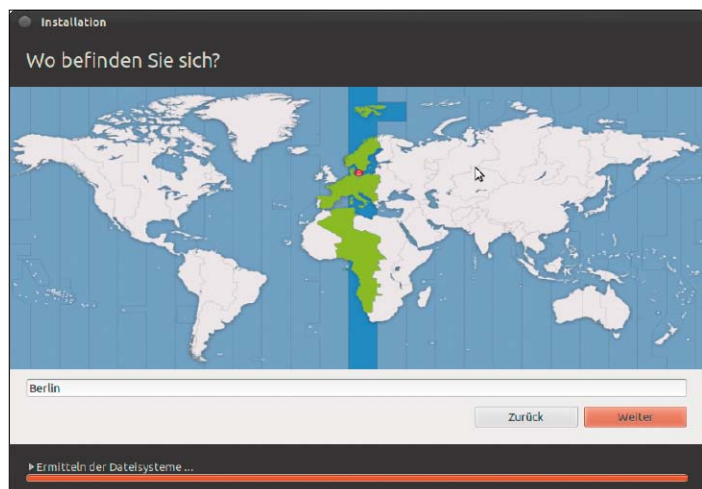 Installation
Wo befinden Sie sich?
Berlin
Zurück
Weiter
Ermitteln der Dateisysteme ...